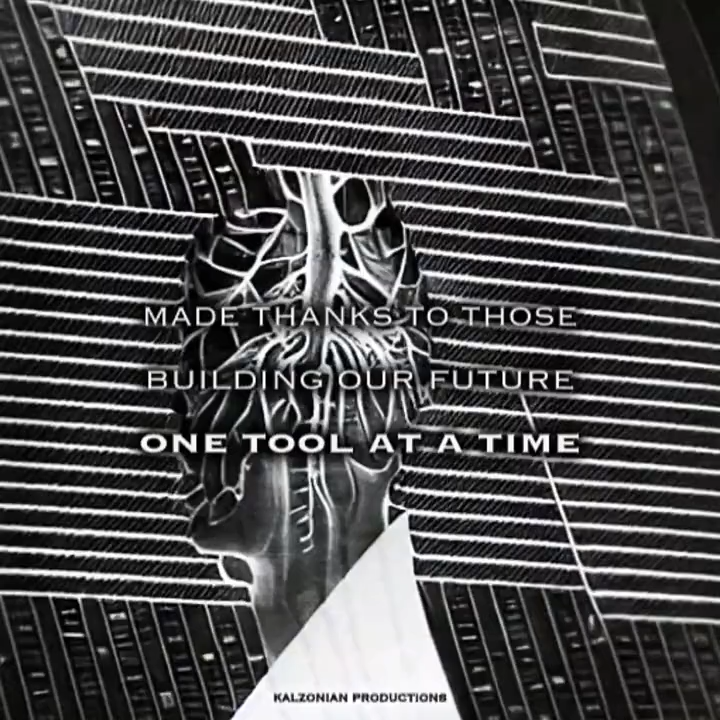 MADE THANKS TO THOSE
BUILDING OUR FUTURE
ONE TOOL AT A TIME
KALZONIAN PRODUCTIONS